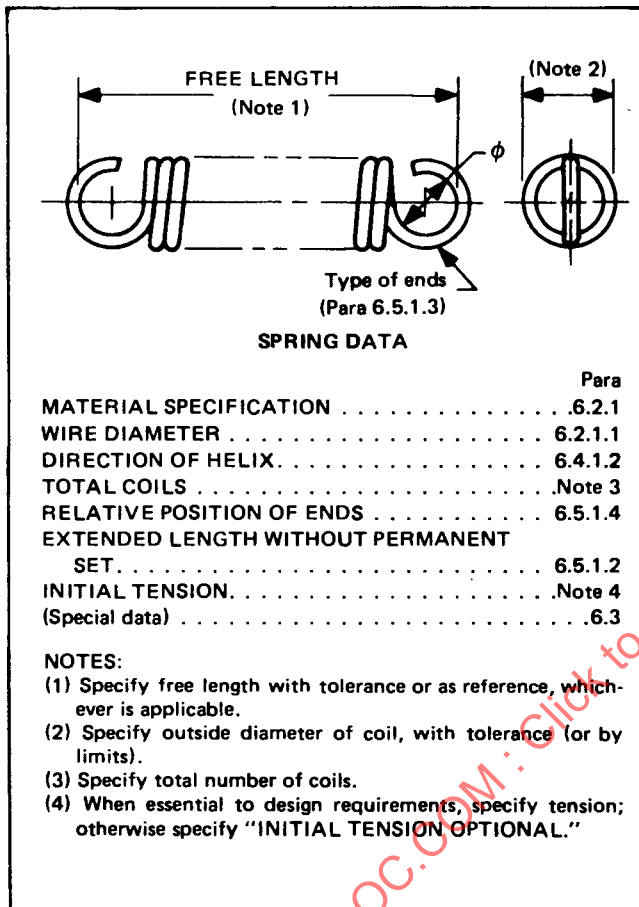 FREE LENGTH
(Note 1)
(Note 2)
ϕ
Type of ends
(Para 6.5.1.3)
SPRING DATA
Para
MATERIAL SPECIFICATION . . . . . . . . . . . . . . . .6.2.1
WIRE DIAMETER . . . . . . . . . . . . . . . . . . . . . . 6.2.1.1
DIRECTION OF HELIX. . . . . . . . . . . . . . . . . . . 6.4.1.2
TOTAL COILS . . . . . . . . . . . . . . . . . . . . . . . .Note 3
RELATIVE POSITION OF ENDS . . . . . . . . . . . . 6.5.1.4
EXTENDED LENGTH WITHOUT PERMANENT
SET. . . . . . . . . . . . . . . . . . . . . . . . . . . . . 6.5.1.2
INITIAL TENSION. . . . . . . . . . . . . . . . . . . . . .Note 4
(Special data) . . . . . . . . . . . . . . . . . . . . . . . . . .6.3
NOTES:
(1) Specify free length with tolerance or as reference, which-
ever is applicable.
(2) Specify outside diameter of coil, with tolerance (or by
limits).
(3) Specify total number of coils.
(4) When essential to design requirements, specify tension;
otherwise specify "INITIAL TENSION OPTIONAL."
OC.COM : Click to